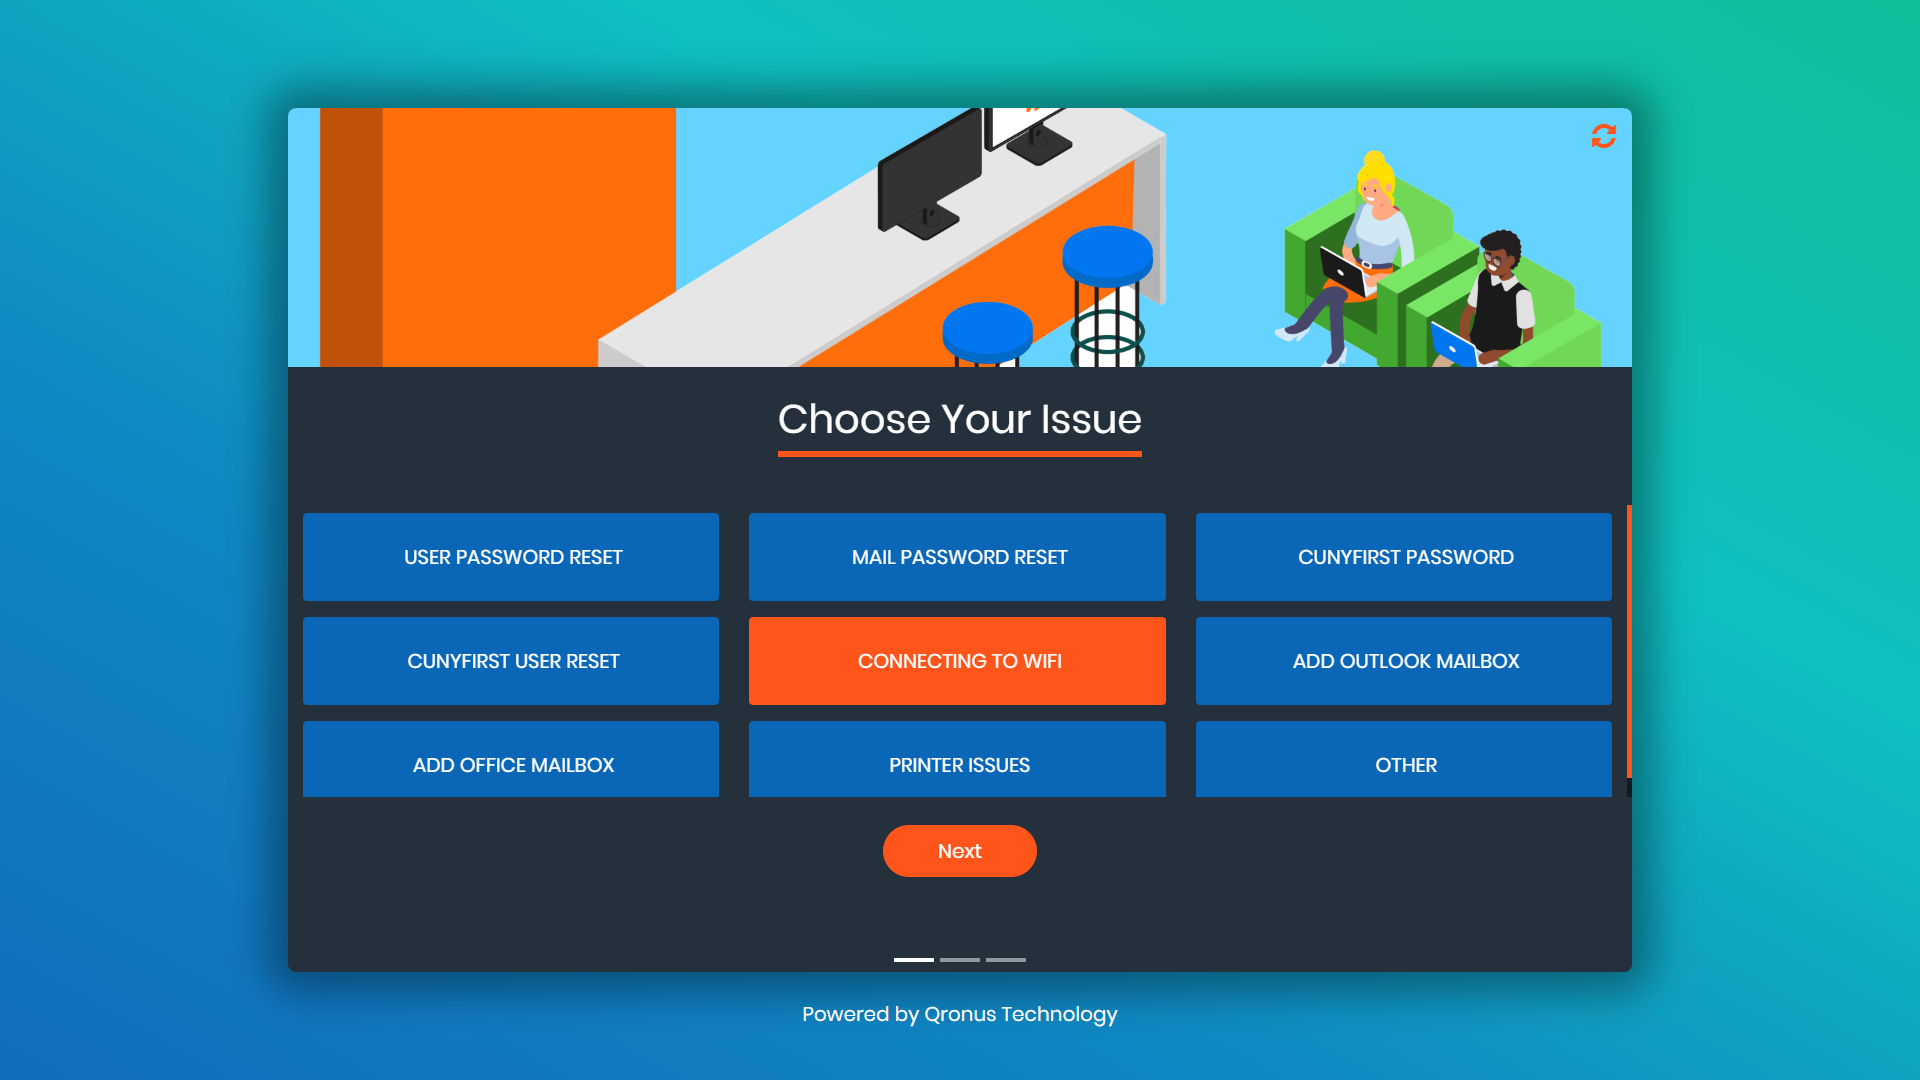 Choose Your Issue
USER PASSWORD RESET
MAIL PASSWORD RESET
CUNYFIRST PASSWORD
CUNYFIRST USER RESET
CONNECTING TO WIFI
ADD OUTLOOK MAILBOX
ADD OFFICE MAILBOX
PRINTER ISSUES
OTHER
Next
Powered by Qronus Technology